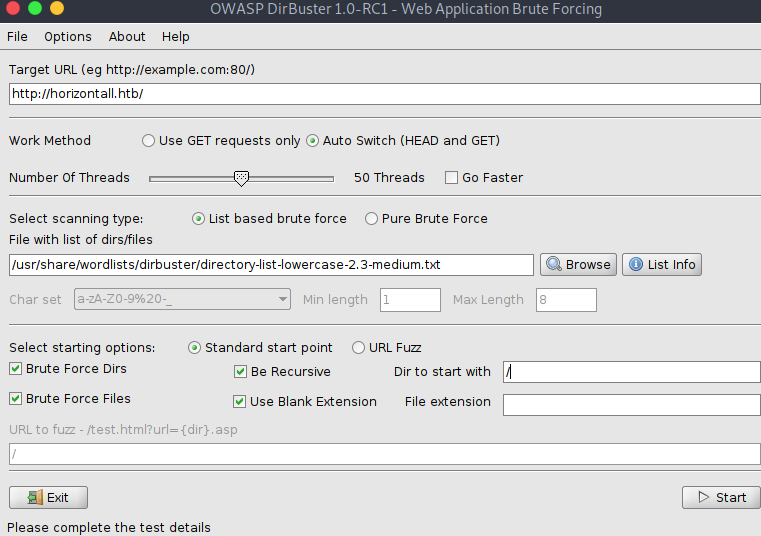 OWASP DirBuster 1.0-RC1 - Web Application Brute Forcing
File Options About Help
Target URL (eg http://example.com:80/)
http://horizontall.htb/
Work Method Use GET requests only Auto Switch (HEAD and GET)
Number Of Threads 50 Threads Go Faster
Select scanning type: List based brute force Pure Brute Force
File with list of dirs/files
/usr/share/wordlists/dirbuster/directory-list-lowercase-2.3-medium.txt Browse List Info
Char set a-zA-Z0-9%20-_ Min length 1 Max Length 8
Select starting options: Standard start point URL Fuzz
Brute Force Dirs Be Recursive Dir to start with /
Brute Force Files Use Blank Extension File extension
URL to fuzz - /test.html?url={dir}.asp
/
Exit Start
Please complete the test details